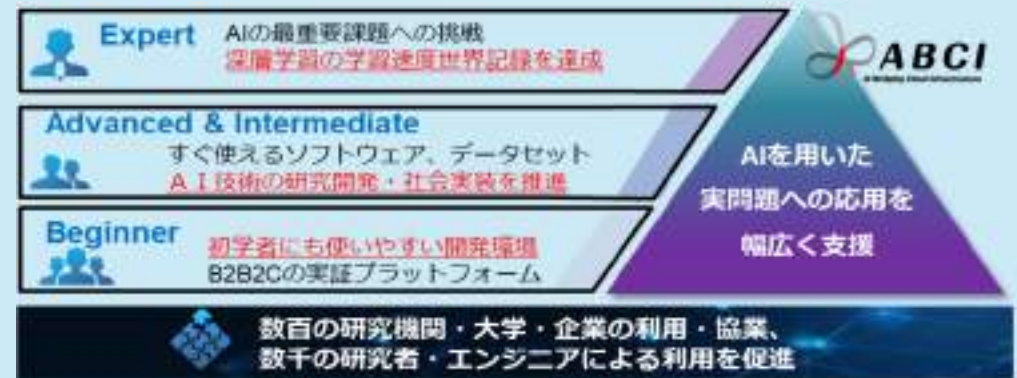 Expert
AIの最重要課題への挑戦
深層学習の学習速度世界記録を達成
Advanced & Intermediate
すぐ使えるソフトウェア、データセット
ＡＩ技術の研究開発・社会実装を推進
Beginner
初学者にも使いやすい開発環境
B2B2Cの実証プラットフォーム
ABCI
AI Bridging Cloud Infrastructure
AIを用いた
実問題への応用を
幅広く支援
数百の研究機関・大学・企業の利用・協業、
数千の研究者・エンジニアによる利用を促進